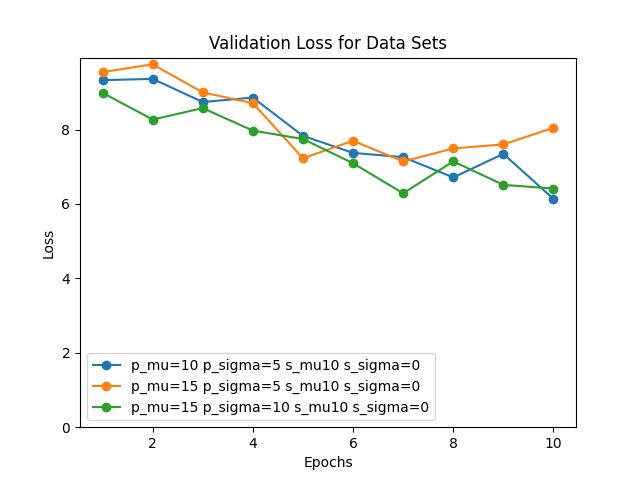 Validation Loss for Data Sets
Loss
8
6
4
2
0
p_mu=10 p_sigma=5 s_mu10 s_sigma=0
p_mu=15 p_sigma=5 s_mu10 s_sigma=0
p_mu=15 p_sigma=10 s_mu10 s_sigma=0
2 4 6 8 10
Epochs